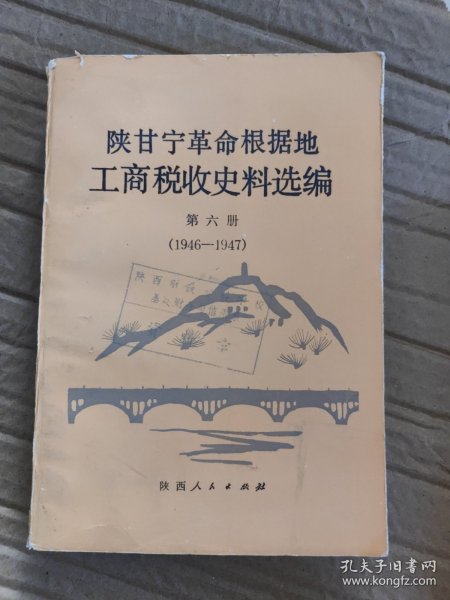 陕甘宁革命根据地
工商税收史料选编
第六册
(1946—1947)
陕西人民出版社
孔夫子旧书网
www.kongfz.com